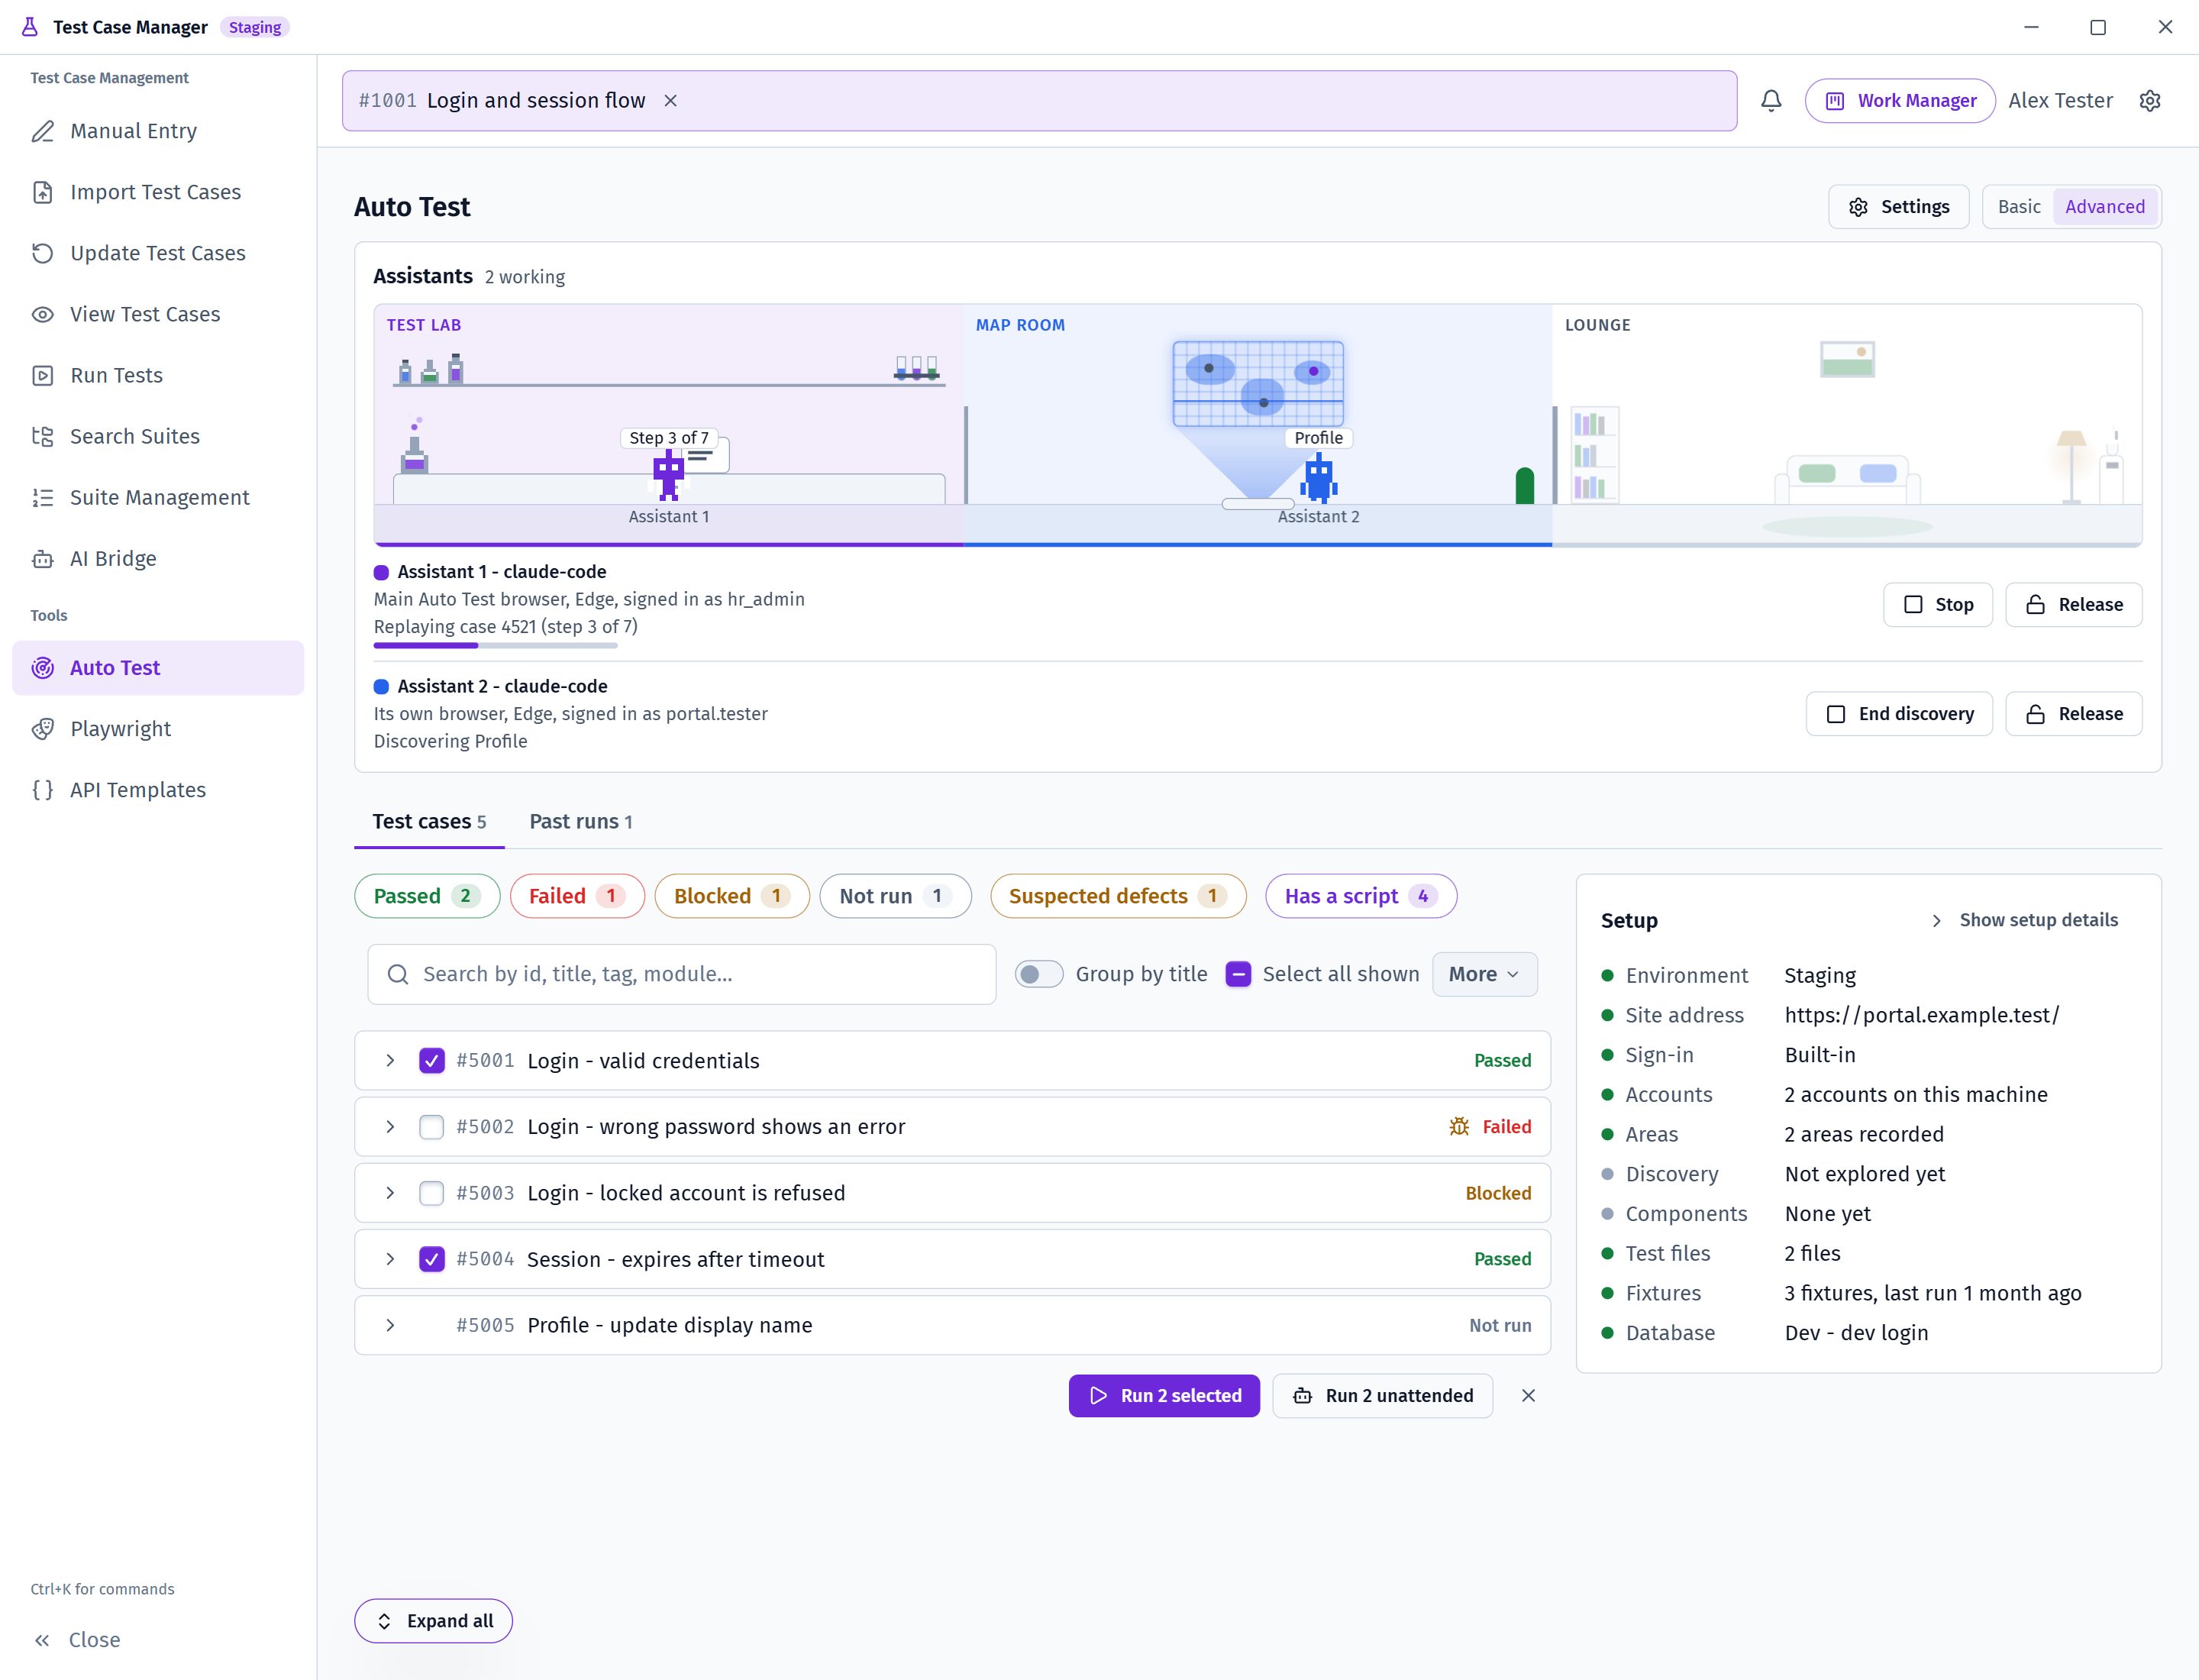 Test Case Manager Staging
Test Case Management
Manual Entry
Import Test Cases
Update Test Cases
View Test Cases
Run Tests
Search Suites
Suite Management
AI Bridge
Tools
Auto Test
Playwright
API Templates
Ctrl+K for commands
Close
#1001 Login and session flow
Work Manager
Alex Tester
Auto Test
Settings
Basic
Advanced
Assistants 2 working
TEST LAB
MAP ROOM
LOUNGE
Step 3 of 7
Profile
Assistant 1
Assistant 2
Assistant 1 - claude-code
Main Auto Test browser, Edge, signed in as hr_admin
Replaying case 4521 (step 3 of 7)
Stop
Release
Assistant 2 - claude-code
Its own browser, Edge, signed in as portal.tester
Discovering Profile
End discovery
Release
Test cases 5
Past runs 1
Passed 2
Failed 1
Blocked 1
Not run 1
Suspected defects 1
Has a script 4
Search by id, title, tag, module...
Group by title
Select all shown
More
#5001 Login - valid credentials Passed
#5002 Login - wrong password shows an error Failed
#5003 Login - locked account is refused Blocked
#5004 Session - expires after timeout Passed
#5005 Profile - update display name Not run
Run 2 selected
Run 2 unattended
Expand all
Setup
Show setup details
Environment Staging
Site address https://portal.example.test/
Sign-in Built-in
Accounts 2 accounts on this machine
Areas 2 areas recorded
Discovery Not explored yet
Components None yet
Test files 2 files
Fixtures 3 fixtures, last run 1 month ago
Database Dev - dev login